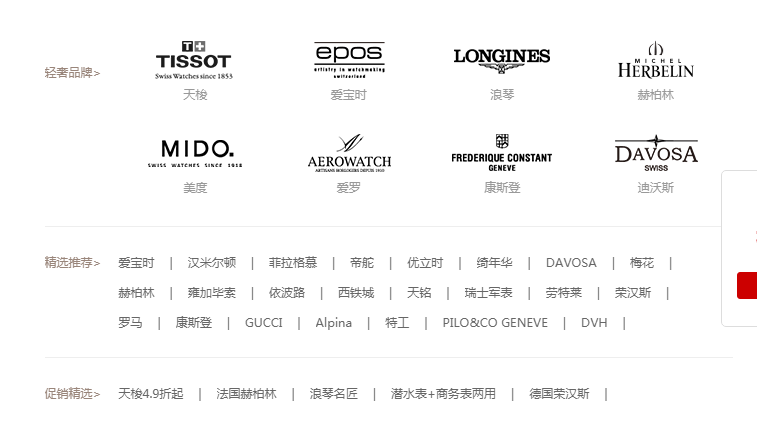 轻奢品牌>
TISSOT
Swiss Watches since 1853
天梭
epos
artistry in watchmaking
switzerland
爱宝时
LONGINES
浪琴
MICHEL
HERBELIN
赫柏林
MIDO.
SWISS WATCHES SINCE 1918
美度
AEROWATCH
ARTISANS HORLOGERS DEPUIS 1910
爱罗
FREDERIQUE CONSTANT
GENEVE
康斯登
DAVOSA
SWISS
迪沃斯
精选推荐> 爱宝时 | 汉米尔顿 | 菲拉格慕 | 帝舵 | 优立时 | 绮年华 | DAVOSA | 梅花 |
赫柏林 | 雍加毕索 | 依波路 | 西铁城 | 天铭 | 瑞士军表 | 劳特莱 | 荣汉斯 |
罗马 | 康斯登 | GUCCI | Alpina | 特工 | PILO&CO GENEVE | DVH |
促销精选> 天梭4.9折起 | 法国赫柏林 | 浪琴名匠 | 潜水表+商务表两用 | 德国荣汉斯 |